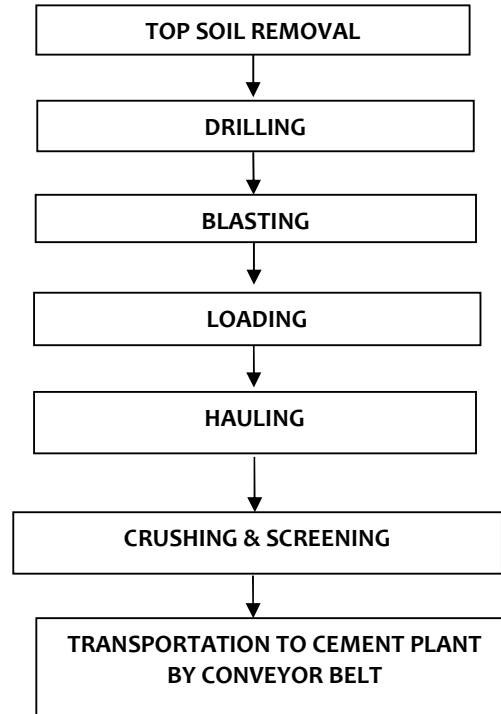 TOP SOIL REMOVAL
DRILLING
BLASTING
LOADING
HAULING
CRUSHING & SCREENING
TRANSPORTATION TO CEMENT PLANT
BY CONVEYOR BELT